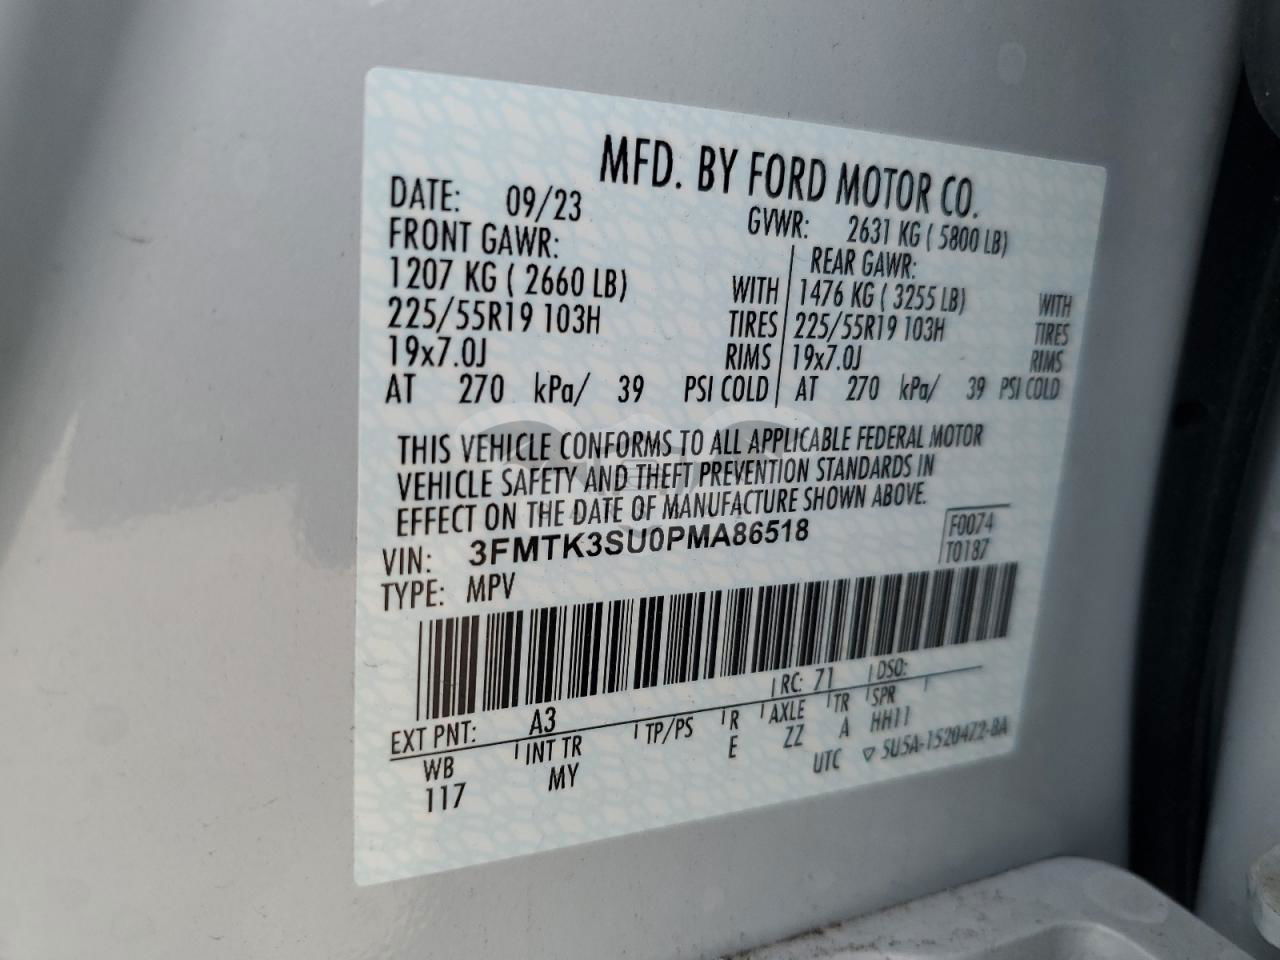 MFD. BY FORD MOTOR CO.
DATE: 09/23 GVWR: 2631 KG ( 5800 LB)
FRONT GAWR: REAR GAWR:
1207 KG ( 2660 LB) WITH 1476 KG ( 3255 LB) WITH
225/55R19 103H TIRES 225/55R19 103H TIRES
19x7.0J RIMS 19x7.0J RIMS
AT 270 kPa/ 39 PSI COLD AT 270 kPa/ 39 PSI COLD
THIS VEHICLE CONFORMS TO ALL APPLICABLE FEDERAL MOTOR
VEHICLE SAFETY AND THEFT PREVENTION STANDARDS IN
EFFECT ON THE DATE OF MANUFACTURE SHOWN ABOVE.
VIN: 3FMTK3SU0PMA86518 F0074
TYPE: MPV T0187
RC: 71 DSO:
EXT PNT: A3
WB INT TR TP/PS R AXLE TR SPR
117 MY E ZZ A HH11
UTC ▽ SU5A-1520472-BA